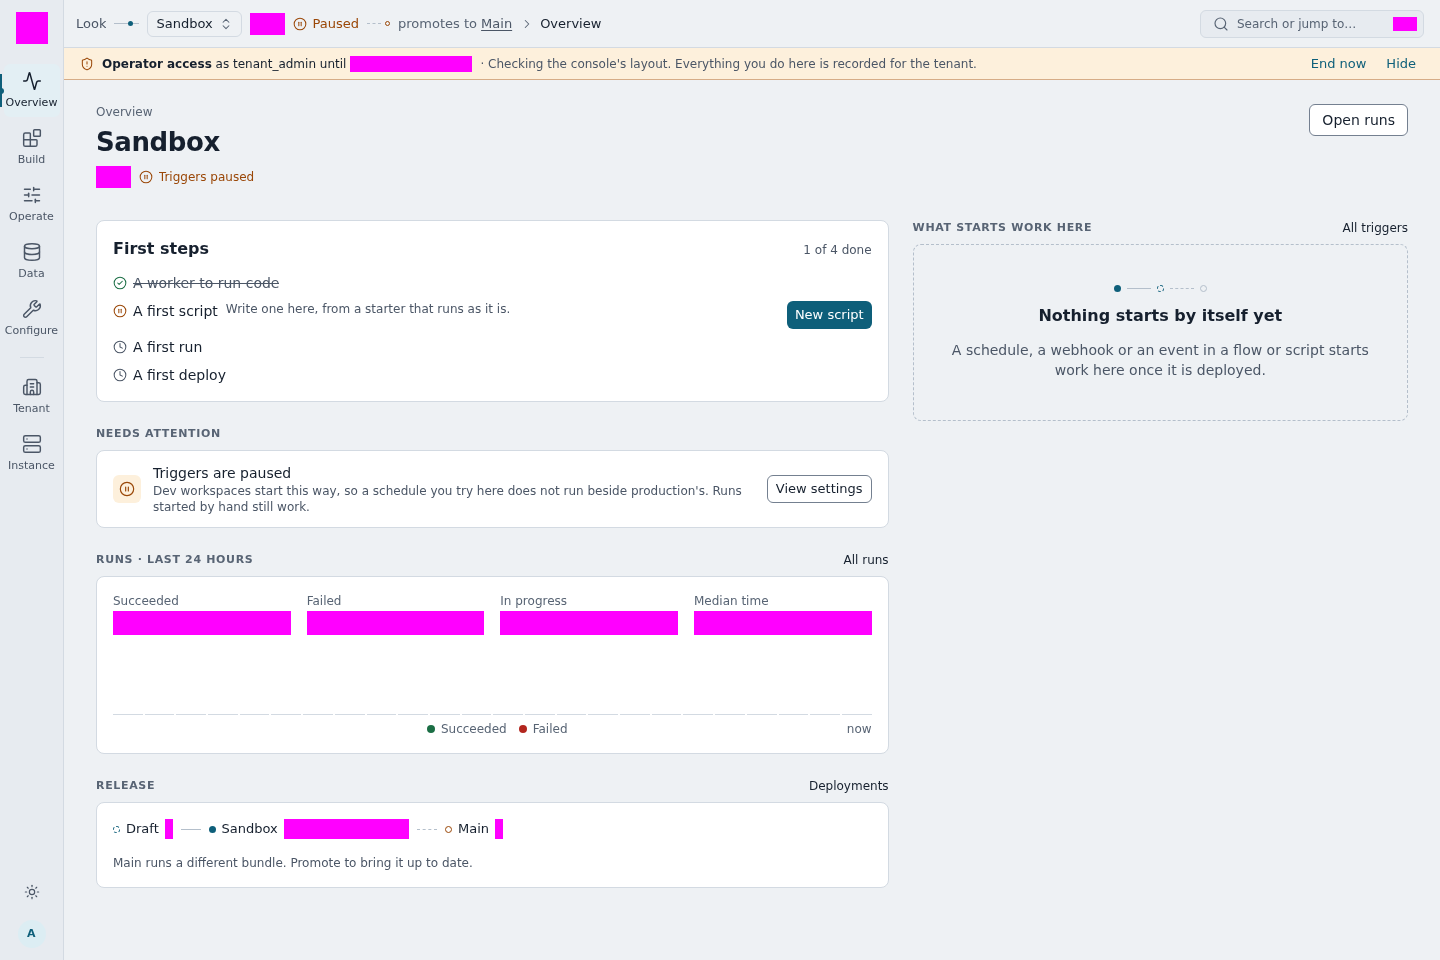 Look
Sandbox
Paused
promotes to Main
Overview
Search or jump to…
Operator access as tenant_admin until
· Checking the console's layout. Everything you do here is recorded for the tenant.
End now
Hide
Overview
Build
Operate
Data
Configure
Tenant
Instance
A
Overview
Sandbox
Triggers paused
Open runs
First steps
1 of 4 done
A worker to run code
A first script Write one here, from a starter that runs as it is.
New script
A first run
A first deploy
NEEDS ATTENTION
Triggers are paused
Dev workspaces start this way, so a schedule you try here does not run beside production's. Runs
started by hand still work.
View settings
RUNS · LAST 24 HOURS
All runs
Succeeded
Failed
In progress
Median time
Succeeded
Failed
now
RELEASE
Deployments
Draft
Sandbox
Main
Main runs a different bundle. Promote to bring it up to date.
WHAT STARTS WORK HERE
All triggers
Nothing starts by itself yet
A schedule, a webhook or an event in a flow or script starts
work here once it is deployed.